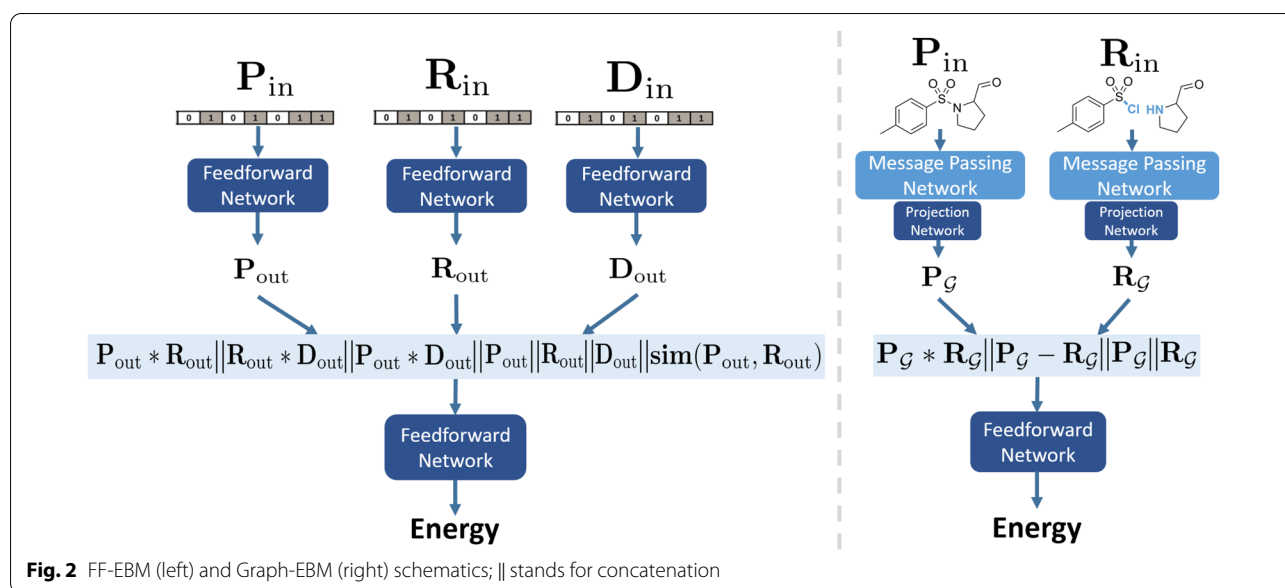 P_in R_in D_in
0 1 0 1 0 1 1 0 1 0 1 0 1 1 0 1 0 1 0 1 1
Feedforward Network Feedforward Network Feedforward Network
P_out R_out D_out
P_out * R_out||R_out * D_out||P_out * D_out||P_out||R_out||D_out||sim(P_out, R_out)
Feedforward
Network
Energy
P_in R_in
O O S N O O O S Cl HN O
Message Passing Network Message Passing Network
Projection Network Projection Network
P_𝒢 R_𝒢
P_𝒢 * R_𝒢||P_𝒢 − R_𝒢||P_𝒢||R_𝒢
Feedforward
Network
Energy
Fig. 2 FF-EBM (left) and Graph-EBM (right) schematics; || stands for concatenation